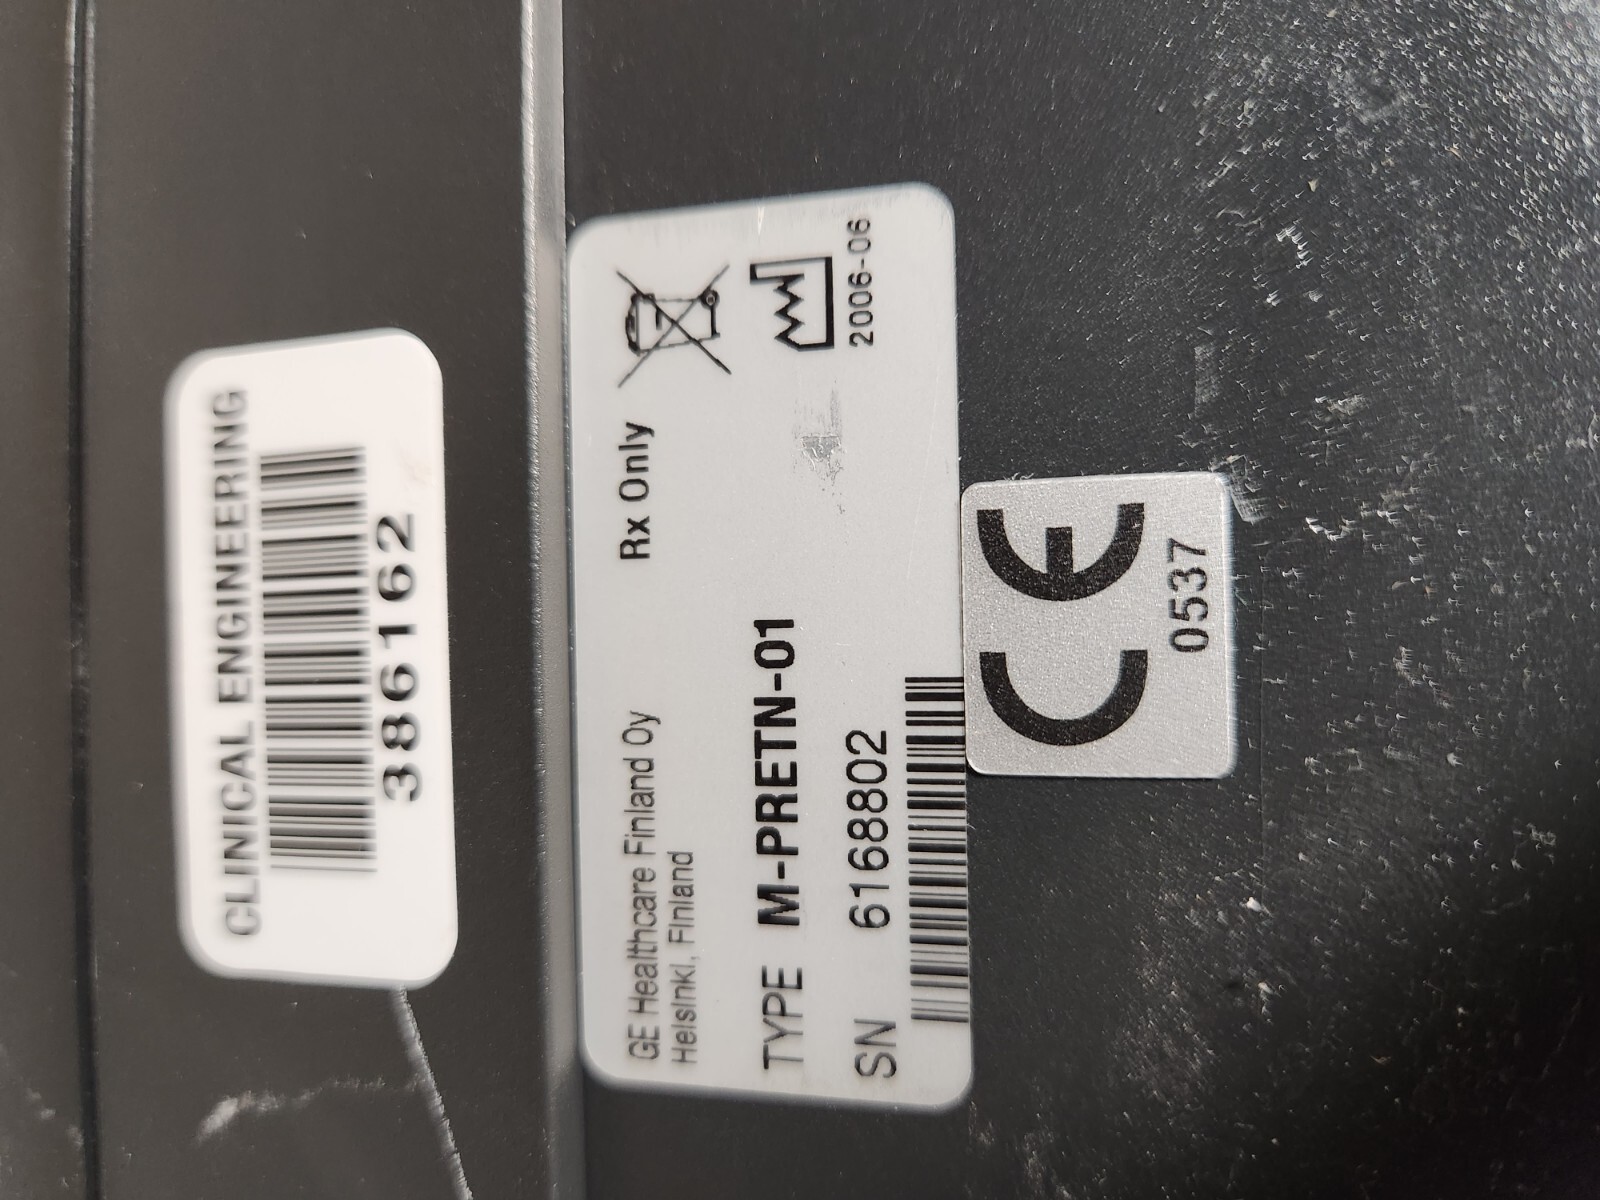 CLINICAL ENGINEERING
386162
GE Healthcare Finland Oy
Helsinki, Finland
Rx Only
TYPE M-PRETN-01
SN 6168802
2006-06
CE
0537